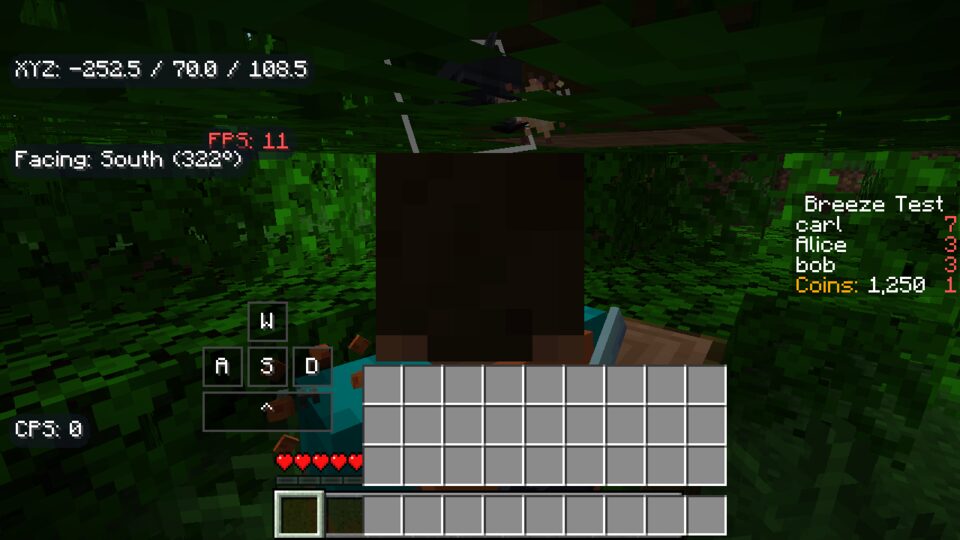 XYZ: -252.5 / 70.0 / 108.5
FPS: 11
Facing: South (322º)
Breeze Test
carl 7
Alice 3
bob 3
Coins: 1,250 1
W
A S D
^
CPS: 0